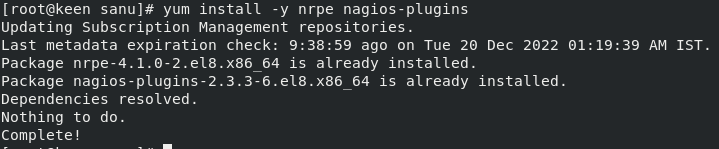 [root@keen sanu]# yum install -y nrpe nagios-plugins
Updating Subscription Management repositories.
Last metadata expiration check: 9:38:59 ago on Tue 20 Dec 2022 01:19:39 AM IST.
Package nrpe-4.1.0-2.el8.x86_64 is already installed.
Package nagios-plugins-2.3.3-6.el8.x86_64 is already installed.
Dependencies resolved.
Nothing to do.
Complete!